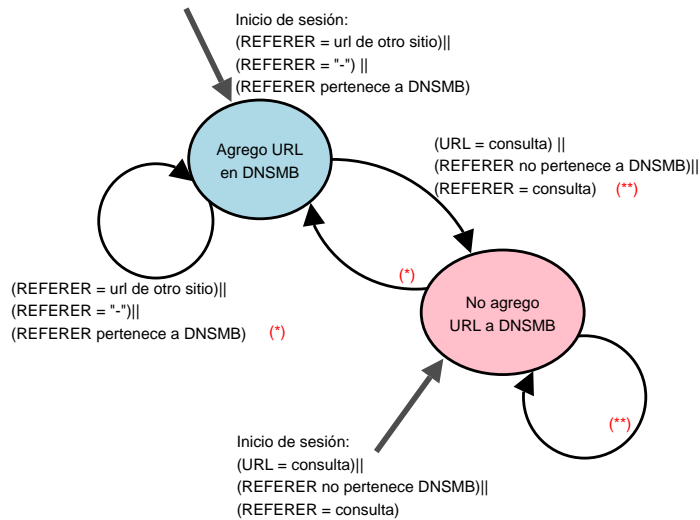 Inicio de sesión:
(REFERER = url de otro sitio)||
(REFERER = "-") ||
(REFERER pertenece a DNSMB)
Agrego URL
en DNSMB
(URL = consulta) ||
(REFERER no pertenece a DNSMB)||
(REFERER = consulta) (**)
(REFERER = url de otro sitio)||
(REFERER = "-")||
(REFERER pertenece a DNSMB) (*)
(*)
No agrego
URL a DNSMB
(**)
Inicio de sesión:
(URL = consulta)||
(REFERER no pertenece DNSMB)||
(REFERER = consulta)